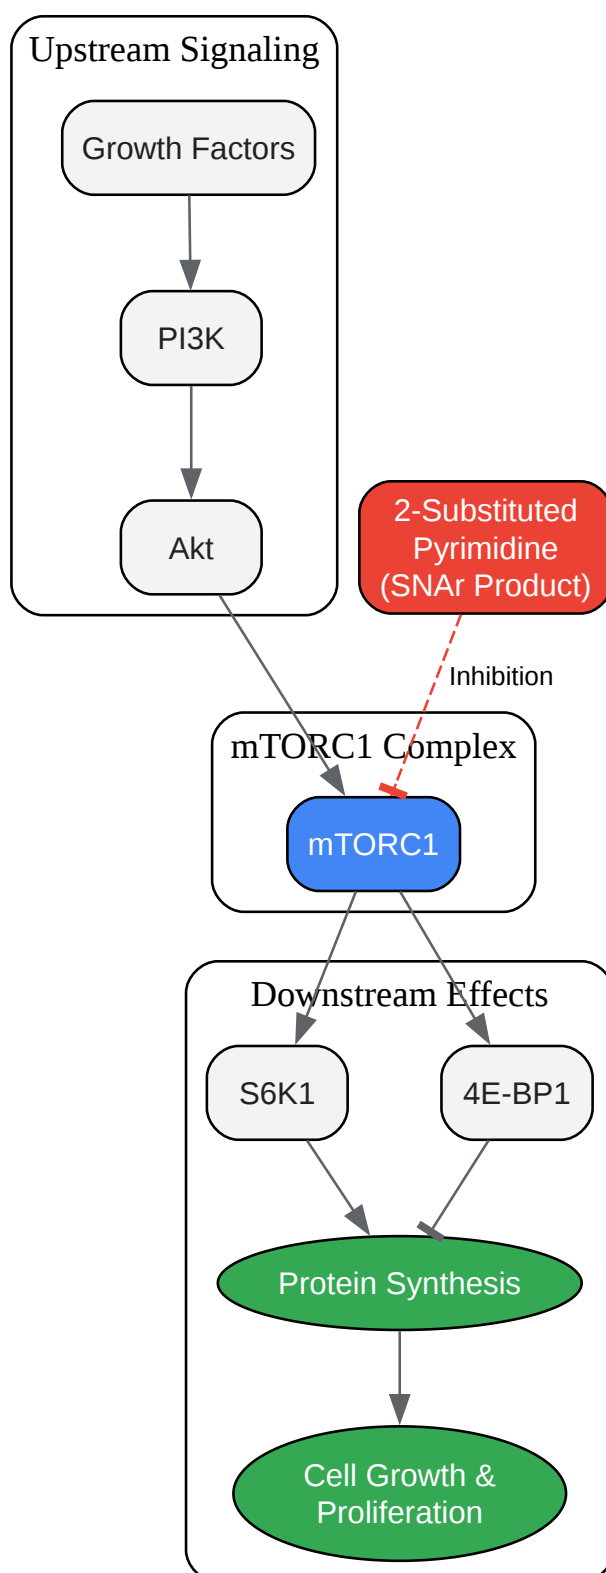 Upstream Signaling
Growth Factors
PI3K
Akt
2-Substituted
Pyrimidine
(SNAr Product)
Inhibition
mTORC1 Complex
mTORC1
Downstream Effects
S6K1
4E-BP1
Protein Synthesis
Cell Growth &
Proliferation